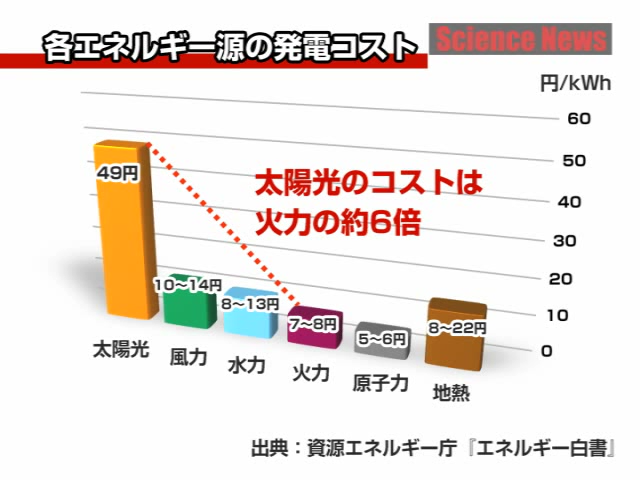 各エネルギー源の発電コスト
Science News
円/kWh
60
50
40
30
20
10
0
太陽光のコストは
火力の約6倍
49円
10～14円
8～13円
7～8円
5～6円
8～22円
太陽光
風力
水力
火力
原子力
地熱
出典：資源エネルギー庁『エネルギー白書』